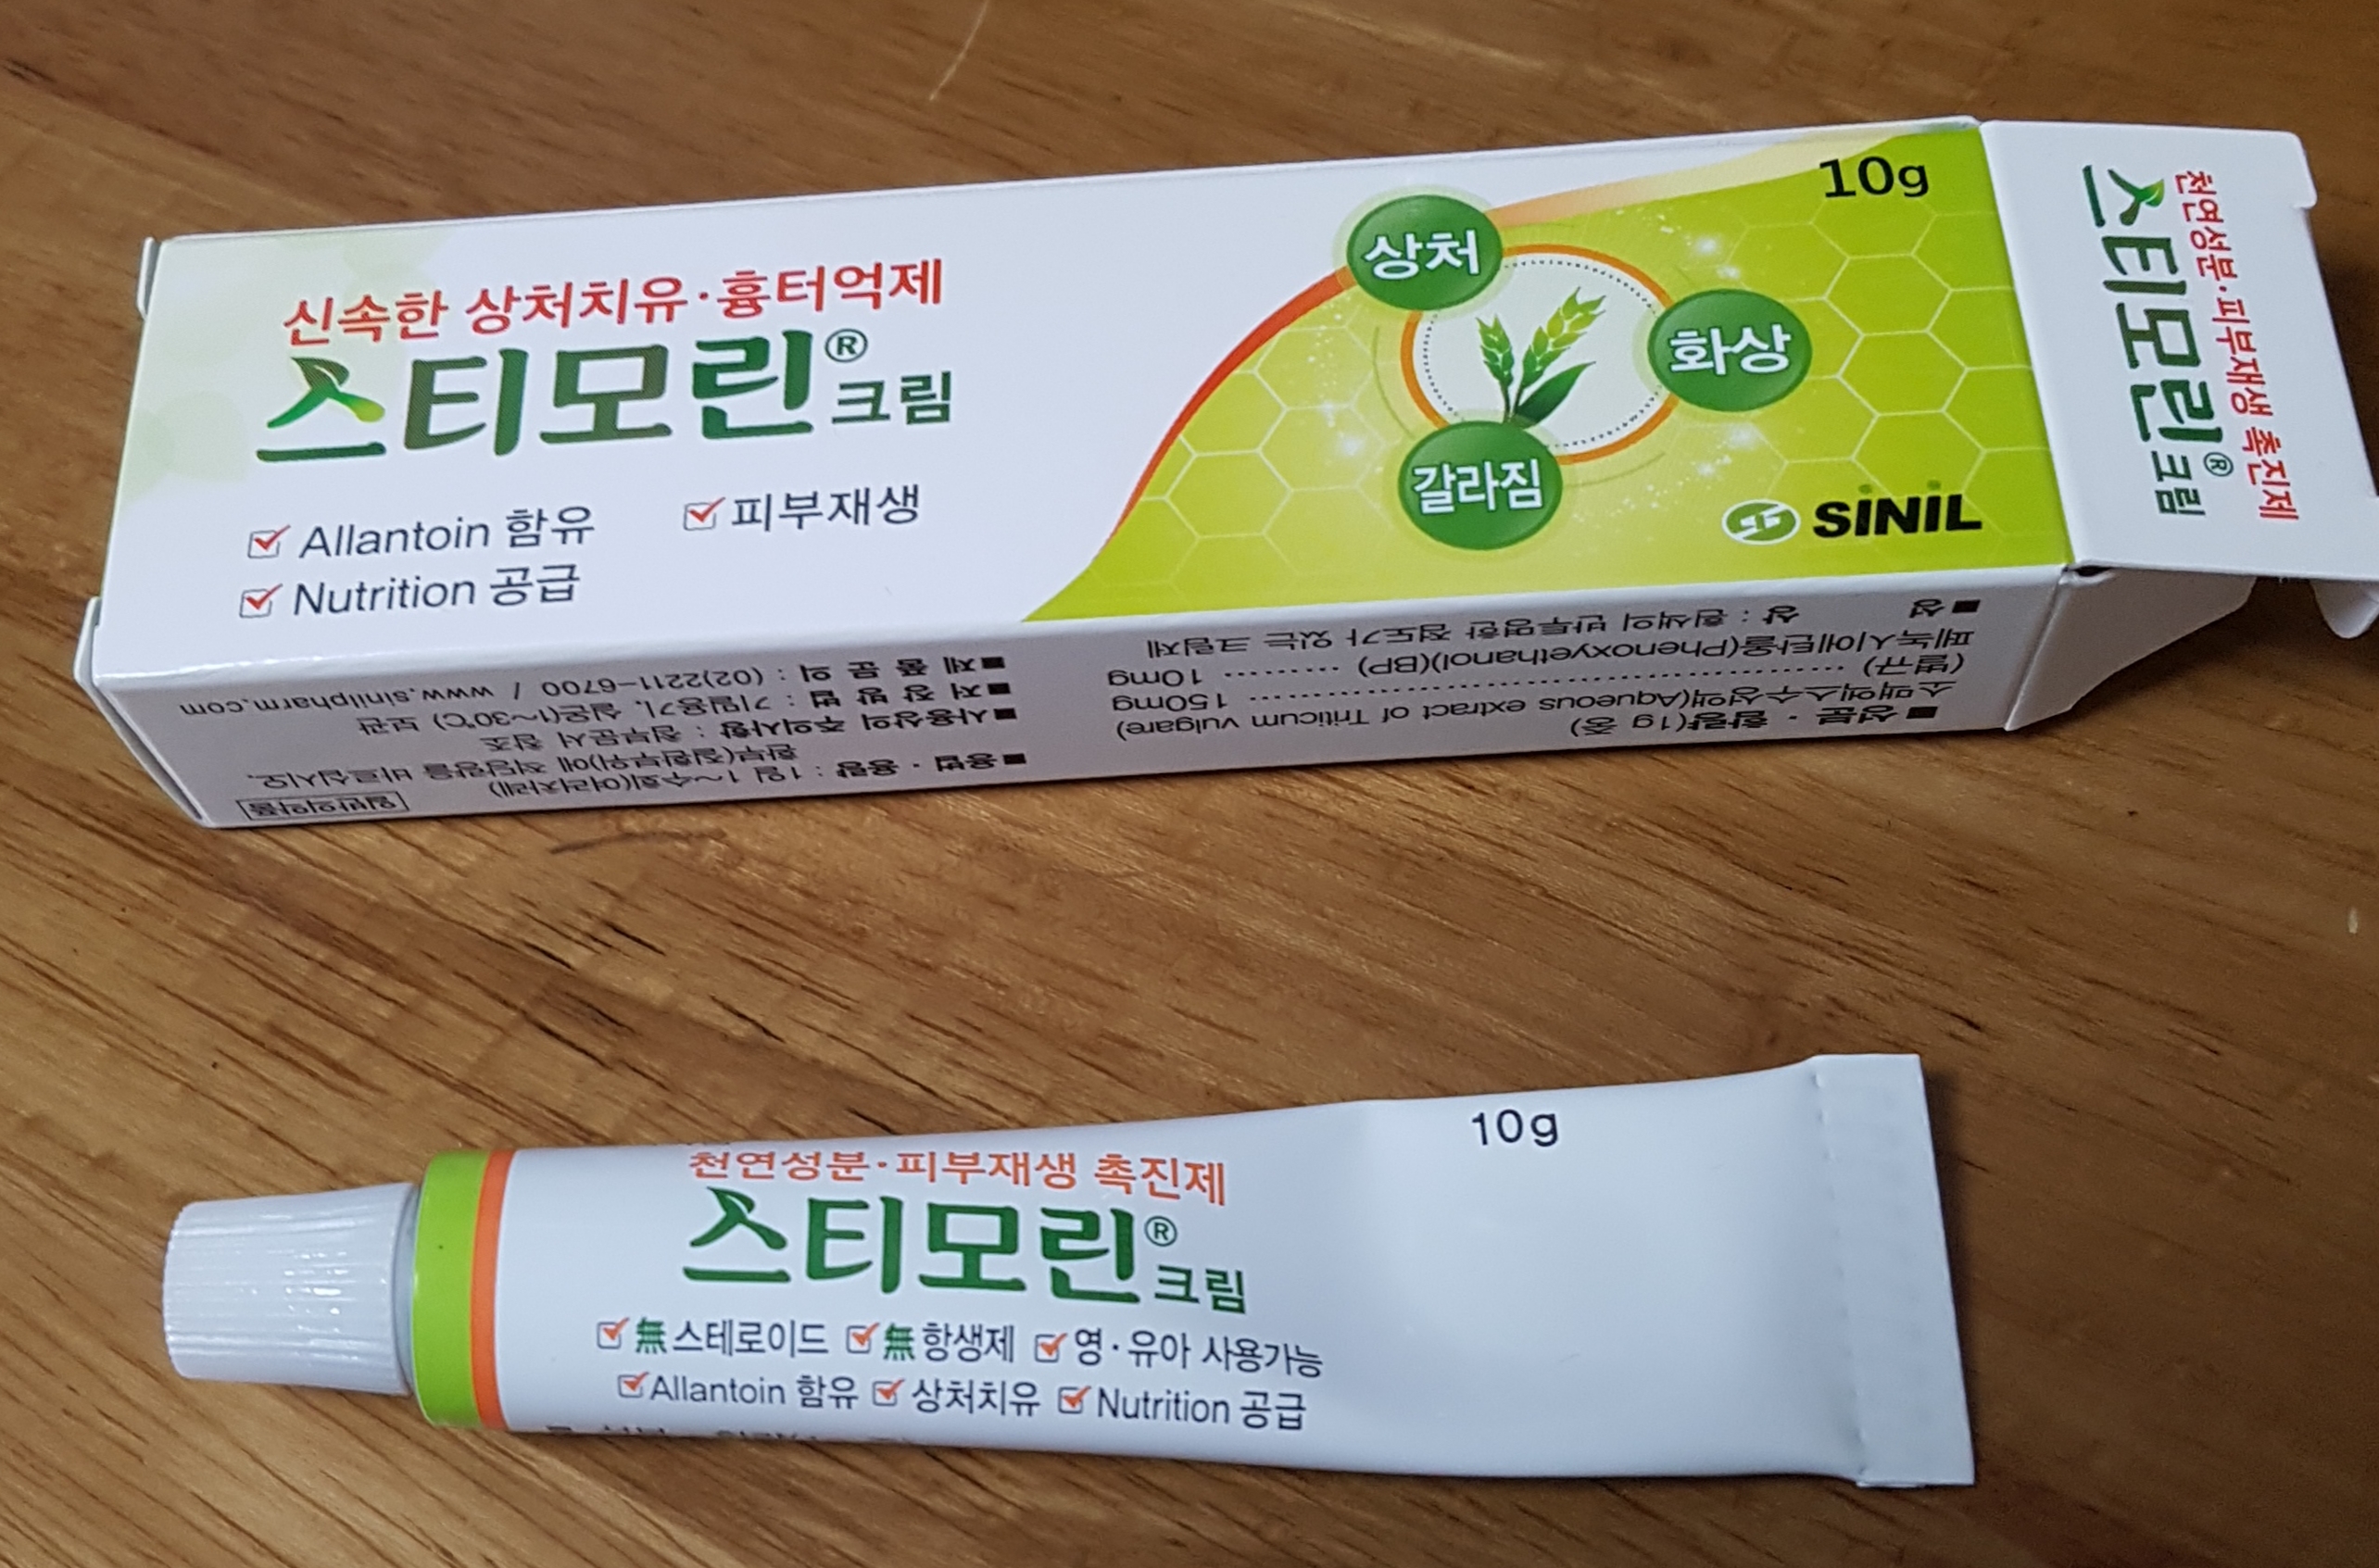 신속한 상처치유·흉터억제
스티모린®크림
Allantoin 함유 피부재생
Nutrition 공급
10g
상처
화상
갈라짐
SINIL
천연성분·피부재생 촉진제
스티모린®크림
일반의약품
■성분 · 함량(1g 중)
소맥엑스수성액(Aqueous extract of Triticum vulgare)
(별규) 150mg
페녹시에탄올(Phenoxyethanol)(BP) 10mg
■성 상 : 흰색의 반투명한 점도가 있는 크림제
■용법 · 용량 : 1일 1~수회(여러차례)
환부(질환부위)에 적당량을 바르십시오.
■사용상의 주의사항 : 첨부문서 참조
■저 장 방 법 : 기밀용기, 실온(1~30℃) 보관
■제 품 문 의 : (02)2211-6700 / www.sinilpharm.com
10g
천연성분·피부재생 촉진제
스티모린®크림
無스테로이드 無항생제 영·유아 사용가능
Allantoin 함유 상처치유 Nutrition 공급